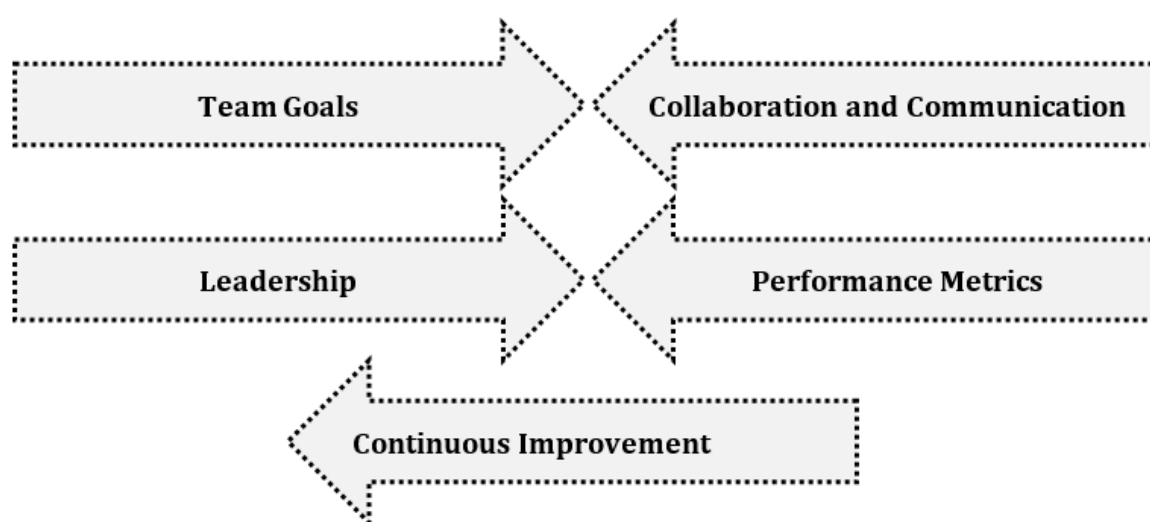 Team Goals
Collaboration and Communication
Leadership
Performance Metrics
Continuous Improvement